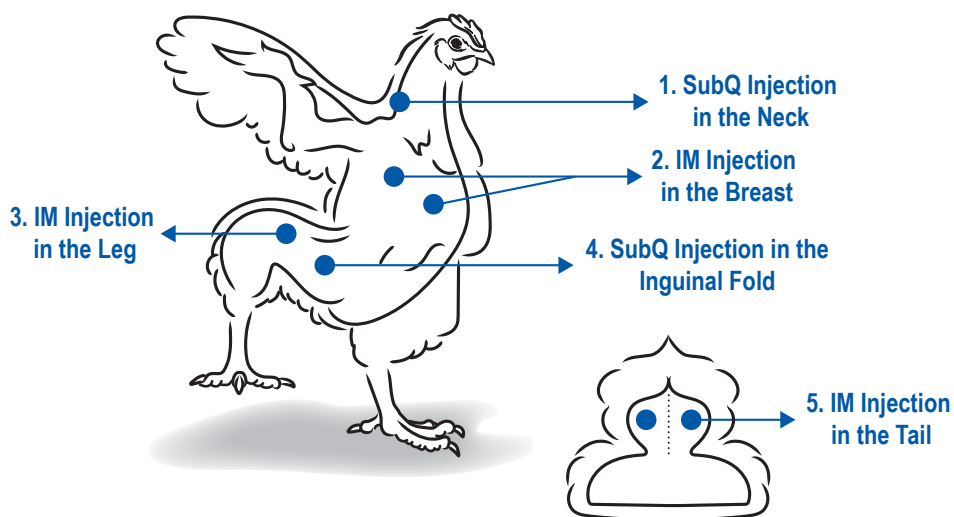 1. SubQ Injection
in the Neck
2. IM Injection
in the Breast
3. IM Injection
in the Leg
4. SubQ Injection in the
Inguinal Fold
5. IM Injection
in the Tail